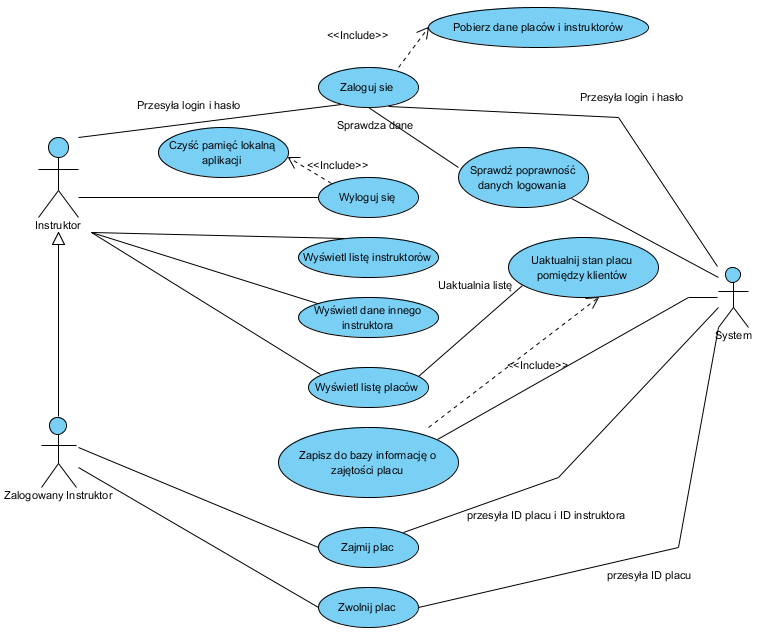 Pobierz dane placów i instruktorów
<<Include>>
Zaloguj sie
Przesyła login i hasło
Przesyła login i hasło
Sprawdza dane
Czyść pamięć lokalną
aplikacji
<<Include>>
Sprawdź poprawność
danych logowania
Wyloguj się
Instruktor
Wyświetl listę instruktorów
Uaktualnij stan placu
pomiędzy klientów
Uaktualnia listę
Wyświetl dane innego
instruktora
System
<<Include>>
Wyświetl listę placów
Zapisz do bazy informację o
zajętości placu
Zalogowany Instruktor
przesyła ID placu i ID instruktora
Zajmij plac
przesyła ID placu
Zwolnij plac